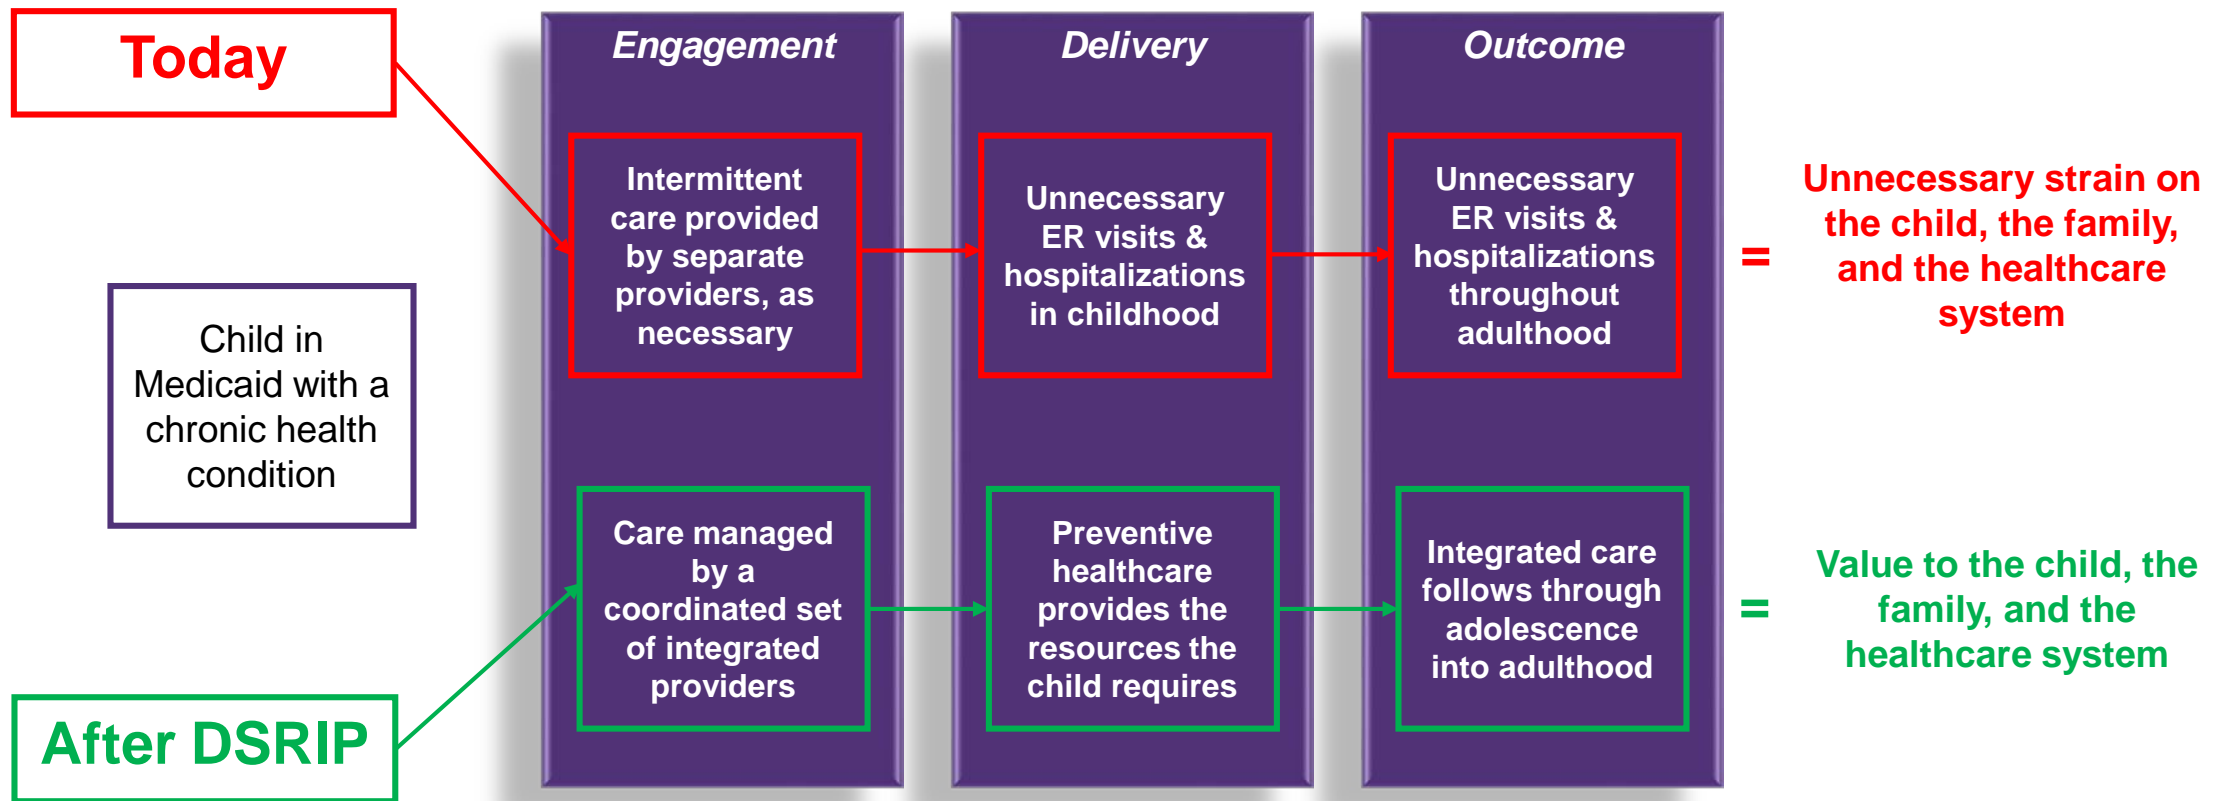 Today
Child in
Medicaid with a
chronic health
condition
After DSRIP
Engagement
Intermittent
care provided
by separate
providers, as
necessary
Care managed
by a
coordinated set
of integrated
providers
Delivery
Unnecessary
ER visits &
hospitalizations
in childhood
Preventive
healthcare
provides the
resources the
child requires
Outcome
Unnecessary
ER visits &
hospitalizations
throughout
adulthood
Integrated care
follows through
adolescence
into adulthood
=
Unnecessary strain on
the child, the family,
and the healthcare
system
=
Value to the child, the
family, and the
healthcare system